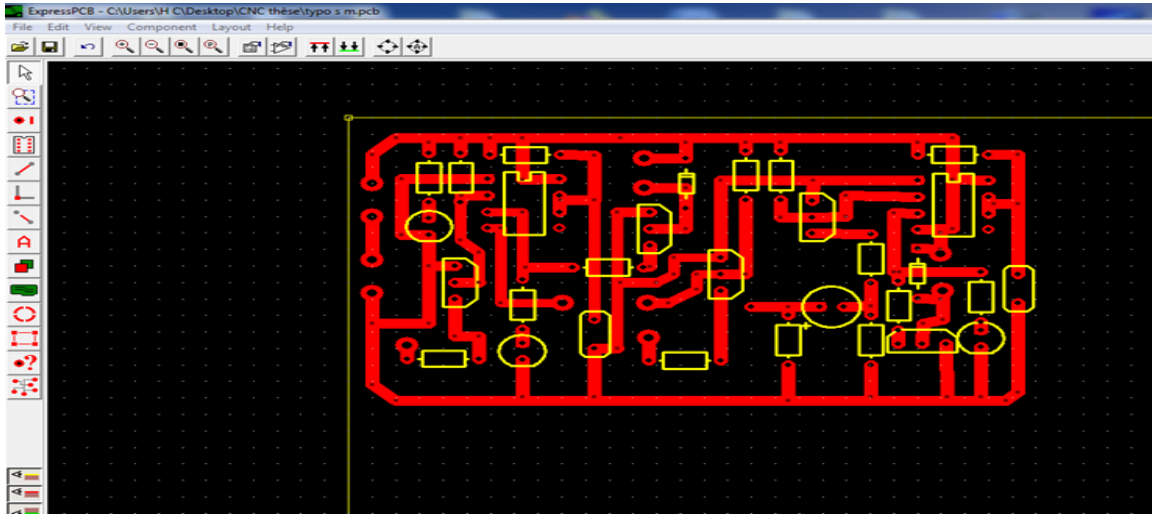 ExpressPCB - C:\Users\H C\Desktop\CNC thèse\typo s m.pcb
File Edit View Component Layout Help